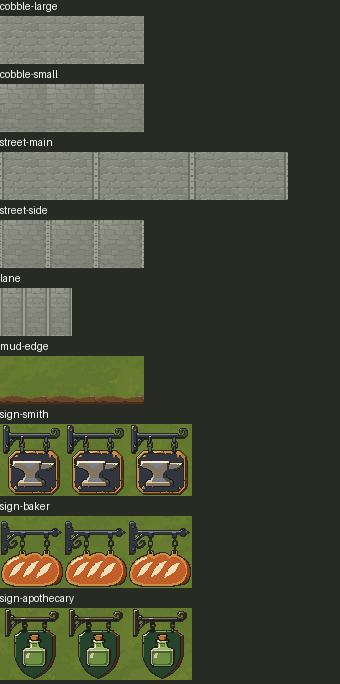 cobble-large
cobble-small
street-main
street-side
lane
mud-edge
sign-smith
sign-baker
sign-apothecary